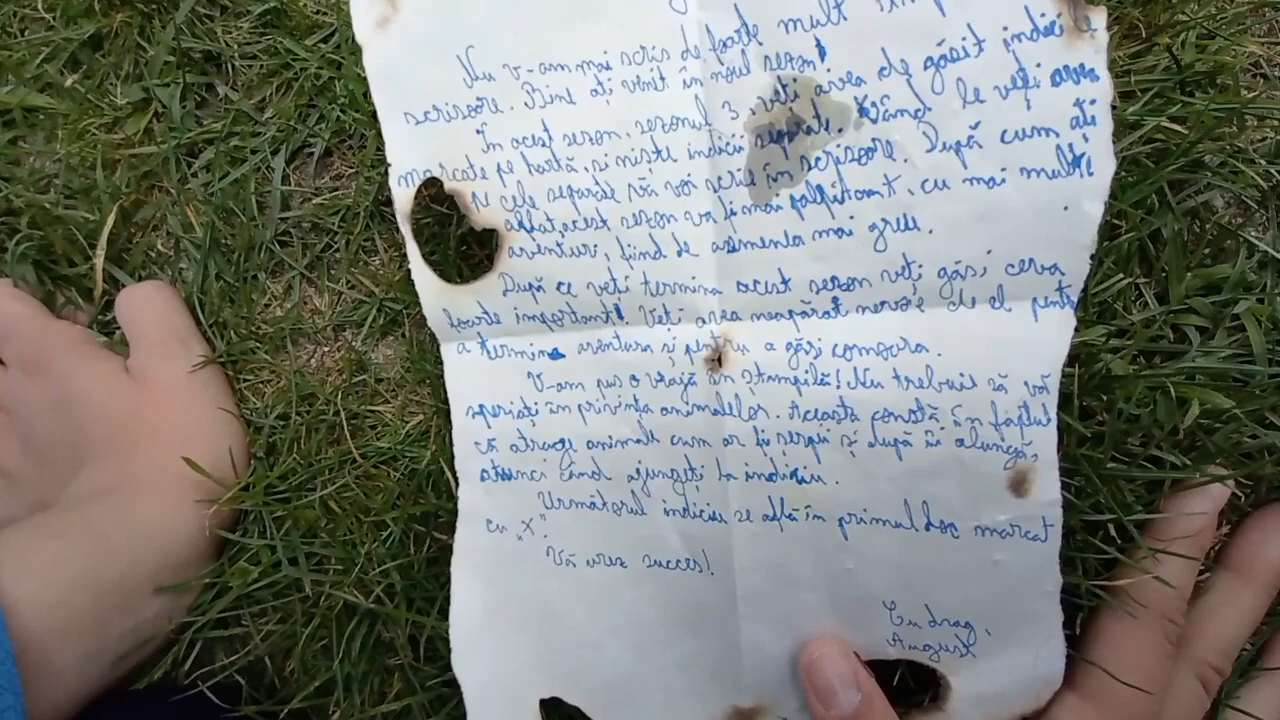 Nu v-am mai scris de foarte mult timp
scrisore. Bine ați venit în noul sezon!
În acest sezon, sezonul 3, veți avea de găsit indicii
marcate pe hartă, și niște indicii separate. Când le veți avea
pe cele separate vă voi scrie în scrisore. După cum ați
aflat, acest sezon va fi mai palpitant, cu mai multe
aventuri, fiind de asemenea mai greu.
După ce veți termina acest sezon veți găsi ceva
foarte important! Veți avea neapărat nevoie de el pentru
a termina aventura și pentru a găsi comoara.
V-am pus o vrajă în ștampilă! Nu trebuie să vă
speriați în privința animalelor. Aceasta constă în faptul
că atrage animale cum ar fi șerpii și după îi alungă,
atunci când ajungeți la indiciu.
Următorul indiciu se află în primul loc marcat
cu „X”
Vă urez succes!
Cu drag,
August